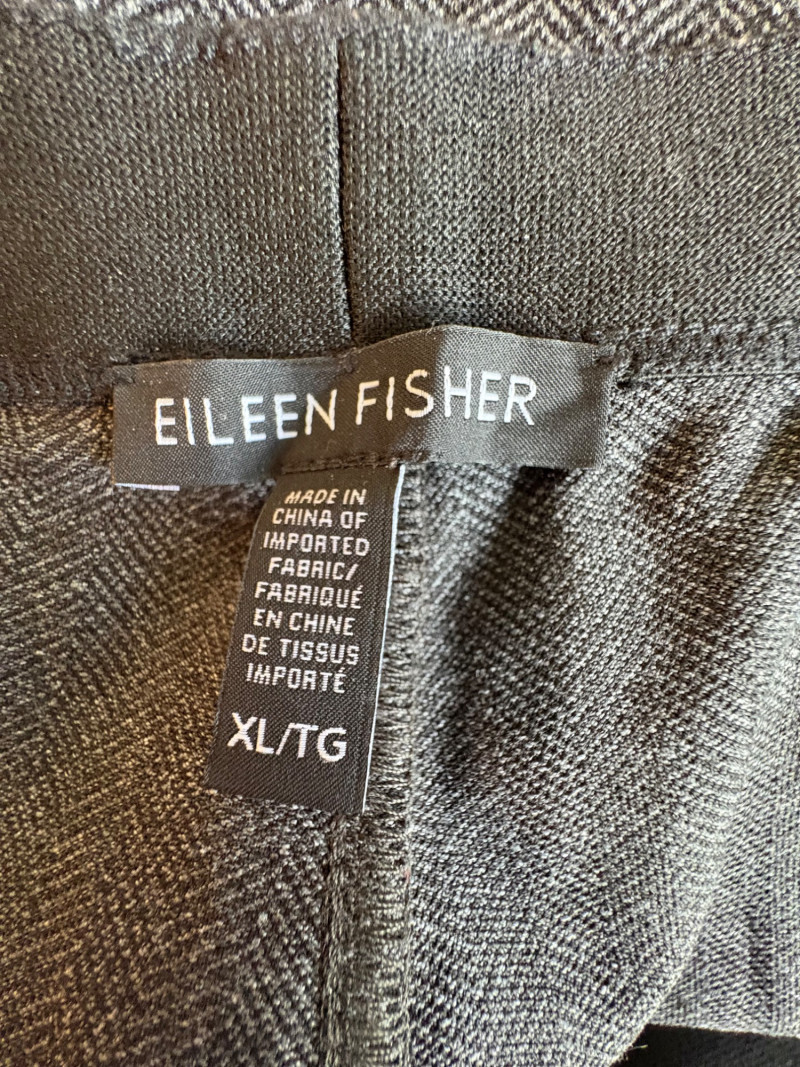 EILEEN FISHER
MADE IN
CHINA OF
IMPORTED
FABRIC/
FABRIQUÉ
EN CHINE
DE TISSUS
IMPORTÉ
XL/TG